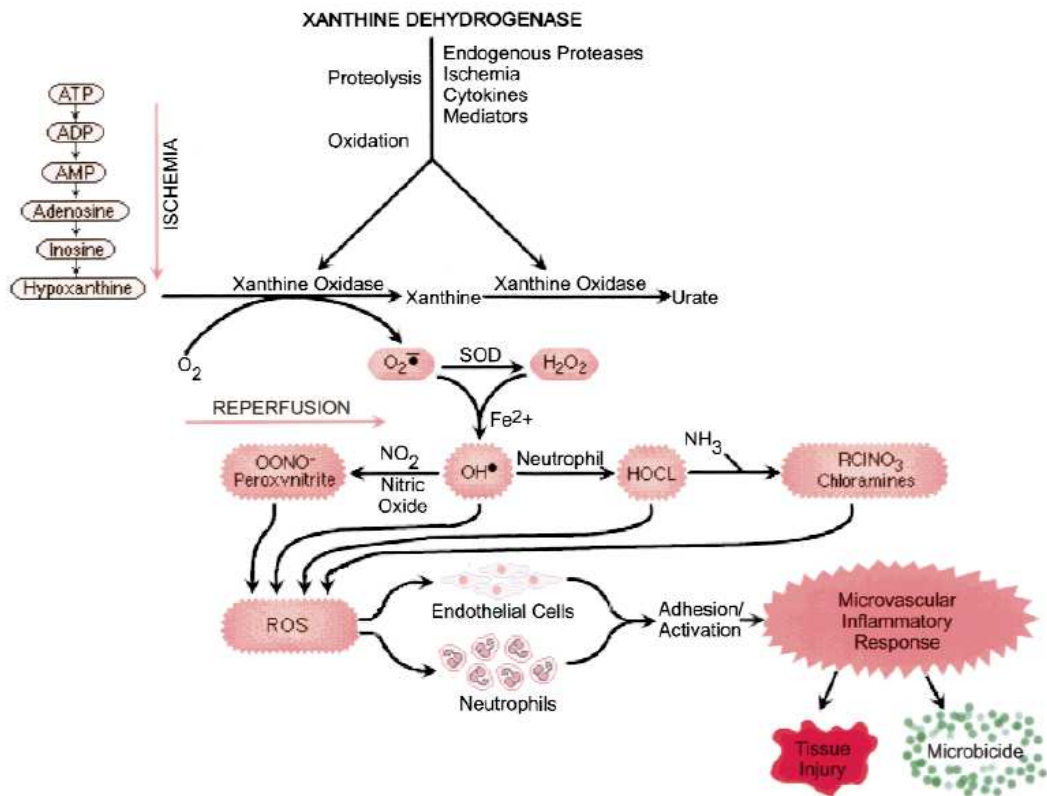 XANTHINE DEHYDROGENASE
Proteolysis
Oxidation
Endogenous Proteases
Ischemia
Cytokines
Mediators
ATP
ADP
AMP
Adenosine
Inosine
Hypoxanthine
ISCHEMIA
Xanthine Oxidase
Xanthine
Xanthine Oxidase
Urate
O2
O2•̅
SOD
H2O2
REPERFUSION
Fe2+
OONO-
Peroxynitrite
NO2
Nitric
Oxide
OH•
Neutrophil
HOCL
NH3
RClNO3
Chloramines
ROS
Endothelial Cells
Neutrophils
Adhesion/
Activation
Microvascular
Inflammatory
Response
Tissue
Injury
Microbicide